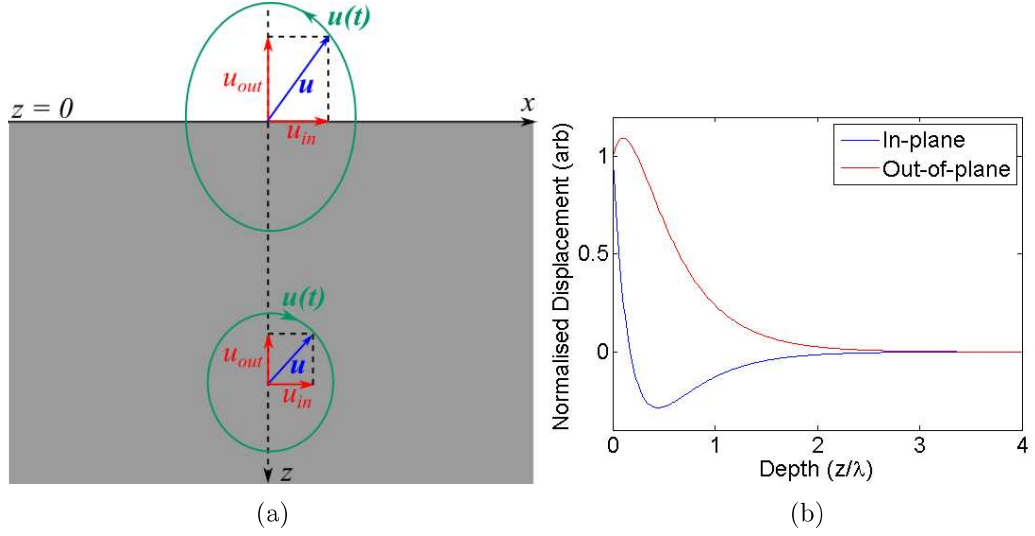 u(t)
u_out
u
z = 0
x
u_in
u(t)
u_out
u
u_in
z
(a)
In-plane
Out-of-plane
Normalised Displacement (arb)
1
0.5
0
0 1 2 3 4
Depth (z/λ)
(b)